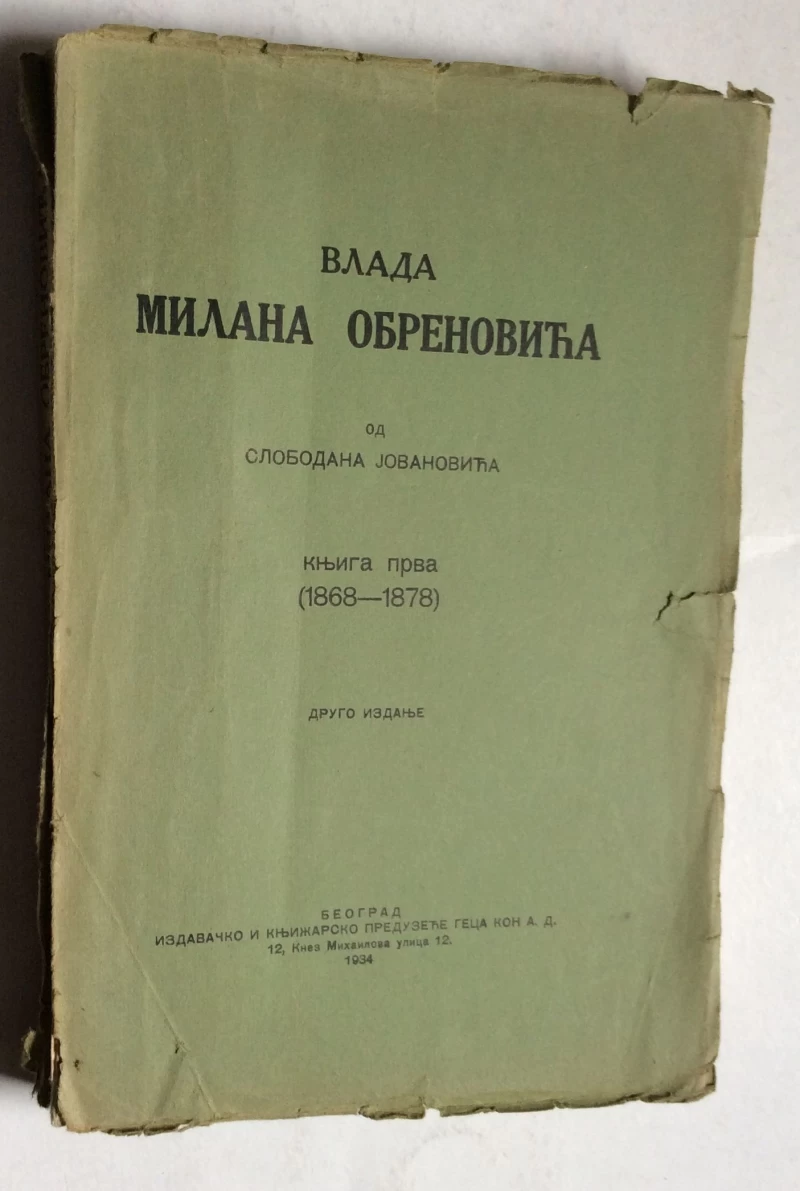 ВЛАДА
МИЛАНА ОБРЕНОВИЋА
ОД
СЛОБОДАНА ЈОВАНОВИЋА
КЊИГА ПРВА
(1868—1878)
ДРУГО ИЗДАЊЕ
БЕОГРАД
ИЗДАВАЧКО И КЊИЖАРСКО ПРЕДУЗЕЋЕ ГЕЦА КОН А. Д.
12, Кнез Михаилова улица 12.
1934